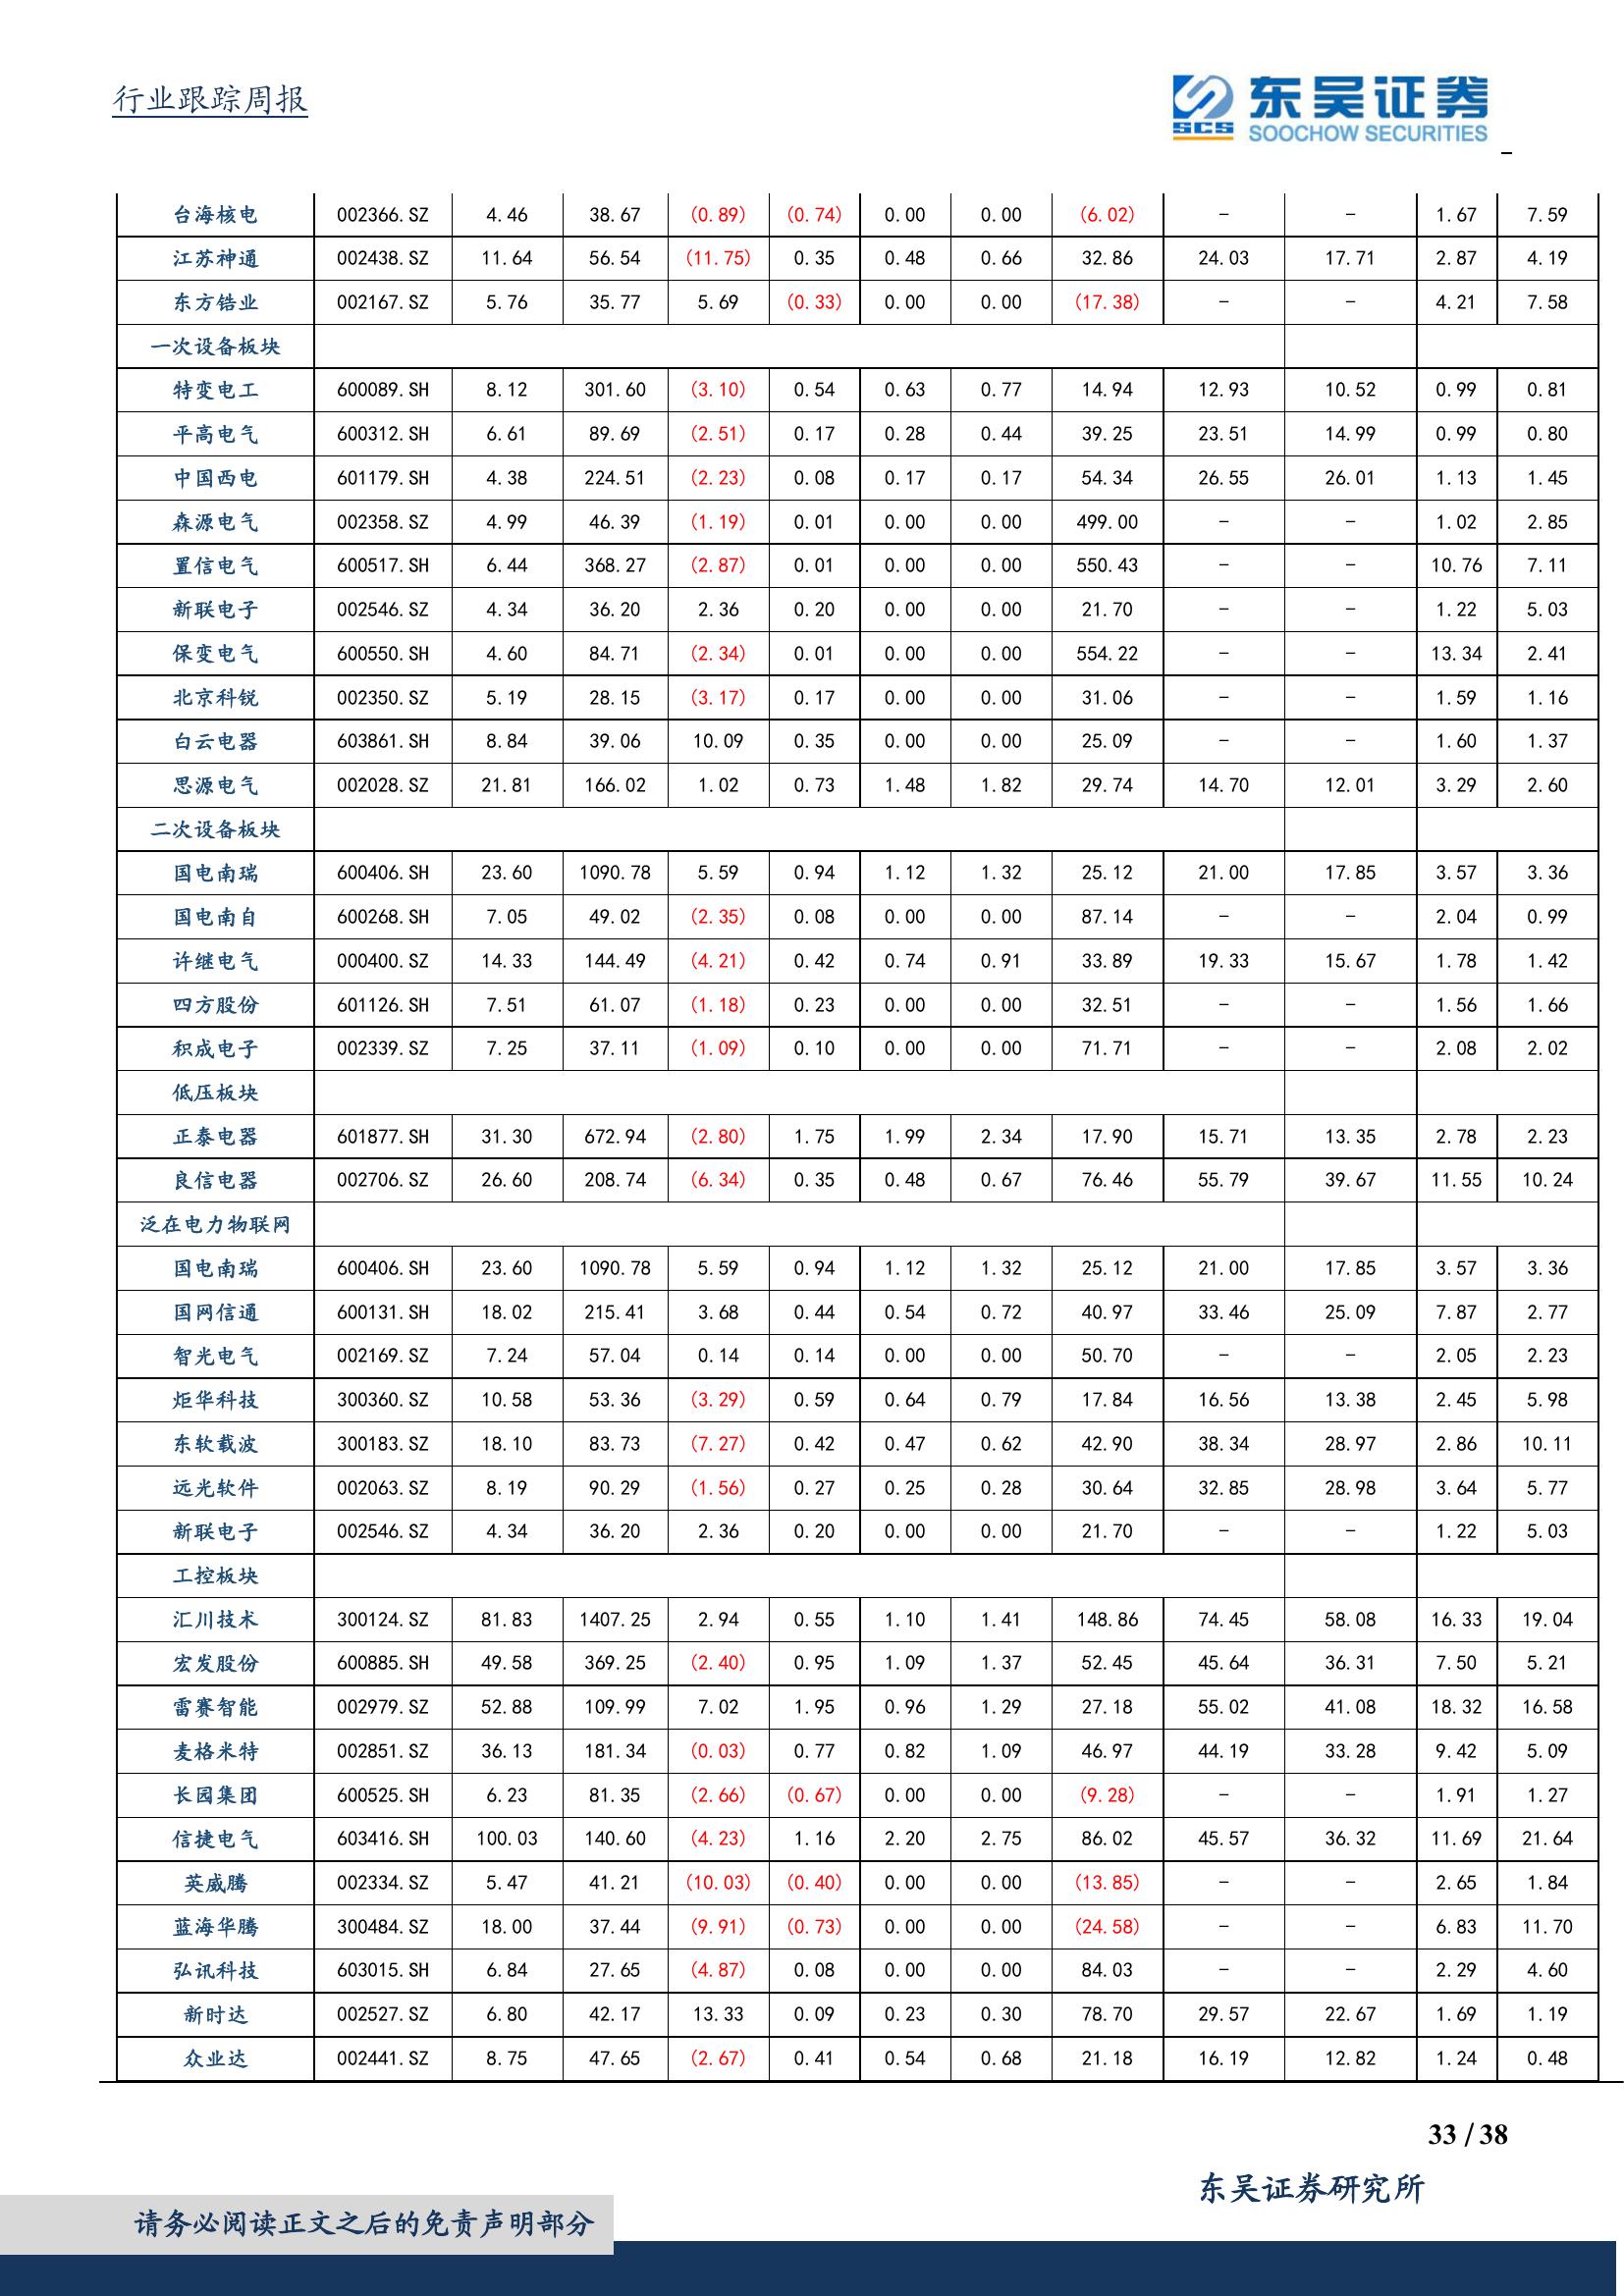 行业跟踪周报
SCS 东吴证券
SOOCHOW SECURITIES
台海核电 002366.SZ 4.46 38.67 (0.89) (0.74) 0.00 0.00 (6.02) - - 1.67 7.59
江苏神通 002438.SZ 11.64 56.54 (11.75) 0.35 0.48 0.66 32.86 24.03 17.71 2.87 4.19
东方锆业 002167.SZ 5.76 35.77 5.69 (0.33) 0.00 0.00 (17.38) - - 4.21 7.58
一次设备板块
特变电工 600089.SH 8.12 301.60 (3.10) 0.54 0.63 0.77 14.94 12.93 10.52 0.99 0.81
平高电气 600312.SH 6.61 89.69 (2.51) 0.17 0.28 0.44 39.25 23.51 14.99 0.99 0.80
中国西电 601179.SH 4.38 224.51 (2.23) 0.08 0.17 0.17 54.34 26.55 26.01 1.13 1.45
森源电气 002358.SZ 4.99 46.39 (1.19) 0.01 0.00 0.00 499.00 - - 1.02 2.85
置信电气 600517.SH 6.44 368.27 (2.87) 0.01 0.00 0.00 550.43 - - 10.76 7.11
新联电子 002546.SZ 4.34 36.20 2.36 0.20 0.00 0.00 21.70 - - 1.22 5.03
保变电气 600550.SH 4.60 84.71 (2.34) 0.01 0.00 0.00 554.22 - - 13.34 2.41
北京科锐 002350.SZ 5.19 28.15 (3.17) 0.17 0.00 0.00 31.06 - - 1.59 1.16
白云电器 603861.SH 8.84 39.06 10.09 0.35 0.00 0.00 25.09 - - 1.60 1.37
思源电气 002028.SZ 21.81 166.02 1.02 0.73 1.48 1.82 29.74 14.70 12.01 3.29 2.60
二次设备板块
国电南瑞 600406.SH 23.60 1090.78 5.59 0.94 1.12 1.32 25.12 21.00 17.85 3.57 3.36
国电南自 600268.SH 7.05 49.02 (2.35) 0.08 0.00 0.00 87.14 - - 2.04 0.99
许继电气 000400.SZ 14.33 144.49 (4.21) 0.42 0.74 0.91 33.89 19.33 15.67 1.78 1.42
四方股份 601126.SH 7.51 61.07 (1.18) 0.23 0.00 0.00 32.51 - - 1.56 1.66
积成电子 002339.SZ 7.25 37.11 (1.09) 0.10 0.00 0.00 71.71 - - 2.08 2.02
低压板块
正泰电器 601877.SH 31.30 672.94 (2.80) 1.75 1.99 2.34 17.90 15.71 13.35 2.78 2.23
良信电器 002706.SZ 26.60 208.74 (6.34) 0.35 0.48 0.67 76.46 55.79 39.67 11.55 10.24
泛在电力物联网
国电南瑞 600406.SH 23.60 1090.78 5.59 0.94 1.12 1.32 25.12 21.00 17.85 3.57 3.36
国网信通 600131.SH 18.02 215.41 3.68 0.44 0.54 0.72 40.97 33.46 25.09 7.87 2.77
智光电气 002169.SZ 7.24 57.04 0.14 0.14 0.00 0.00 50.70 - - 2.05 2.23
炬华科技 300360.SZ 10.58 53.36 (3.29) 0.59 0.64 0.79 17.84 16.56 13.38 2.45 5.98
东软载波 300183.SZ 18.10 83.73 (7.27) 0.42 0.47 0.62 42.90 38.34 28.97 2.86 10.11
远光软件 002063.SZ 8.19 90.29 (1.56) 0.27 0.25 0.28 30.64 32.85 28.98 3.64 5.77
新联电子 002546.SZ 4.34 36.20 2.36 0.20 0.00 0.00 21.70 - - 1.22 5.03
工控板块
汇川技术 300124.SZ 81.83 1407.25 2.94 0.55 1.10 1.41 148.86 74.45 58.08 16.33 19.04
宏发股份 600885.SH 49.58 369.25 (2.40) 0.95 1.09 1.37 52.45 45.64 36.31 7.50 5.21
雷赛智能 002979.SZ 52.88 109.99 7.02 1.95 0.96 1.29 27.18 55.02 41.08 18.32 16.58
麦格米特 002851.SZ 36.13 181.34 (0.03) 0.77 0.82 1.09 46.97 44.19 33.28 9.42 5.09
长园集团 600525.SH 6.23 81.35 (2.66) (0.67) 0.00 0.00 (9.28) - - 1.91 1.27
信捷电气 603416.SH 100.03 140.60 (4.23) 1.16 2.20 2.75 86.02 45.57 36.32 11.69 21.64
英威腾 002334.SZ 5.47 41.21 (10.03) (0.40) 0.00 0.00 (13.85) - - 2.65 1.84
蓝海华腾 300484.SZ 18.00 37.44 (9.91) (0.73) 0.00 0.00 (24.58) - - 6.83 11.70
弘讯科技 603015.SH 6.84 27.65 (4.87) 0.08 0.00 0.00 84.03 - - 2.29 4.60
新时达 002527.SZ 6.80 42.17 13.33 0.09 0.23 0.30 78.70 29.57 22.67 1.69 1.19
众业达 002441.SZ 8.75 47.65 (2.67) 0.41 0.54 0.68 21.18 16.19 12.82 1.24 0.48
33 / 38
东吴证券研究所
请务必阅读正文之后的免责声明部分